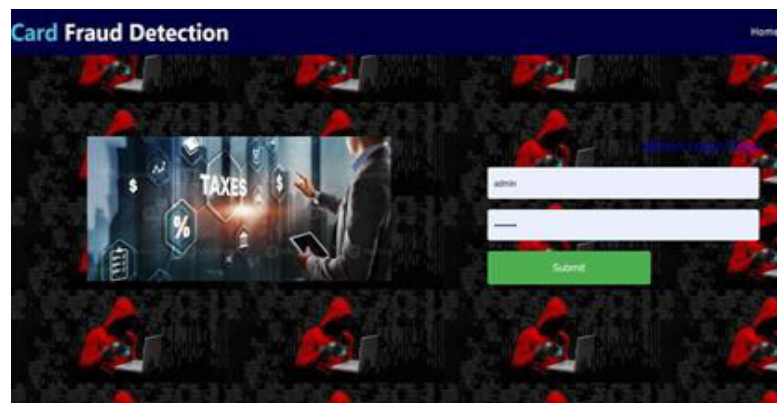 Card Fraud Detection
Home
TAXES
$
$
%
admin
Submit